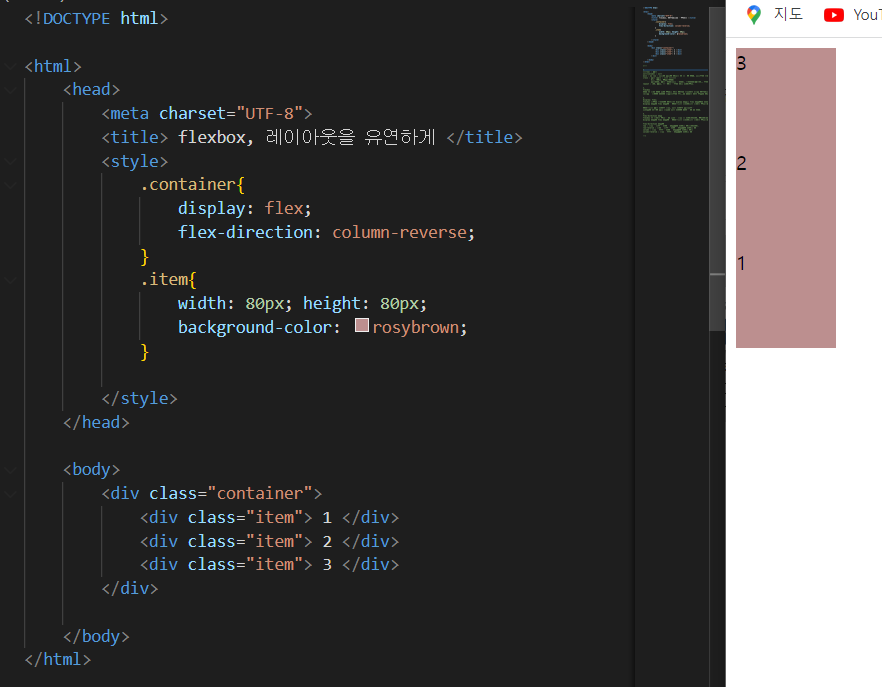 <!DOCTYPE html>
<html>
<head>
<meta charset="UTF-8">
<title> flexbox, 레이아웃을 유연하게 </title>
<style>
.container{
display: flex;
flex-direction: column-reverse;
}
.item{
width: 80px; height: 80px;
background-color: rosybrown;
}
</style>
</head>
<body>
<div class="container">
<div class="item"> 1 </div>
<div class="item"> 2 </div>
<div class="item"> 3 </div>
</div>
</body>
</html>
지도
3
2
1